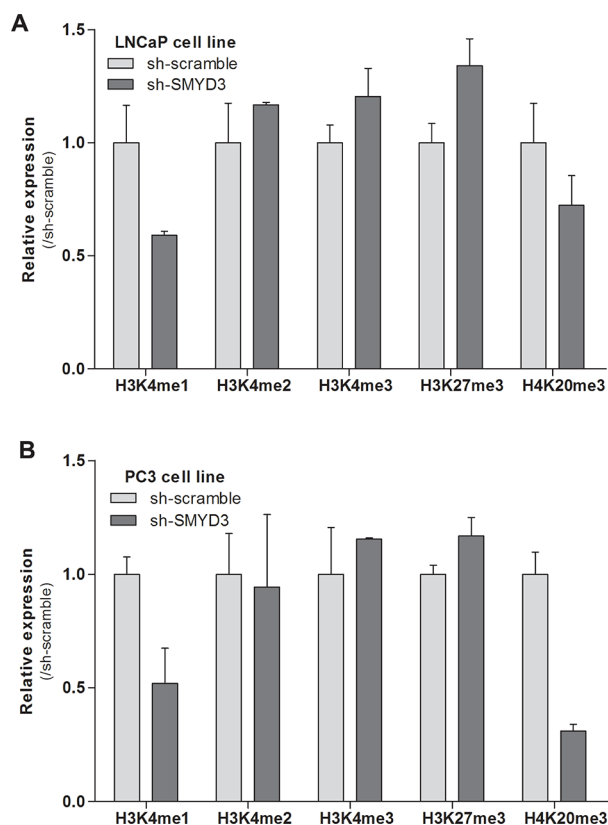 A
LNCaP cell line
sh-scramble
sh-SMYD3
Relative expression
(/sh-scramble)
1.5
1.0
0.5
0.0
H3K4me1 H3K4me2 H3K4me3 H3K27me3 H4K20me3
B
PC3 cell line
sh-scramble
sh-SMYD3
Relative expression
(/sh-scramble)
1.5
1.0
0.5
0.0
H3K4me1 H3K4me2 H3K4me3 H3K27me3 H4K20me3